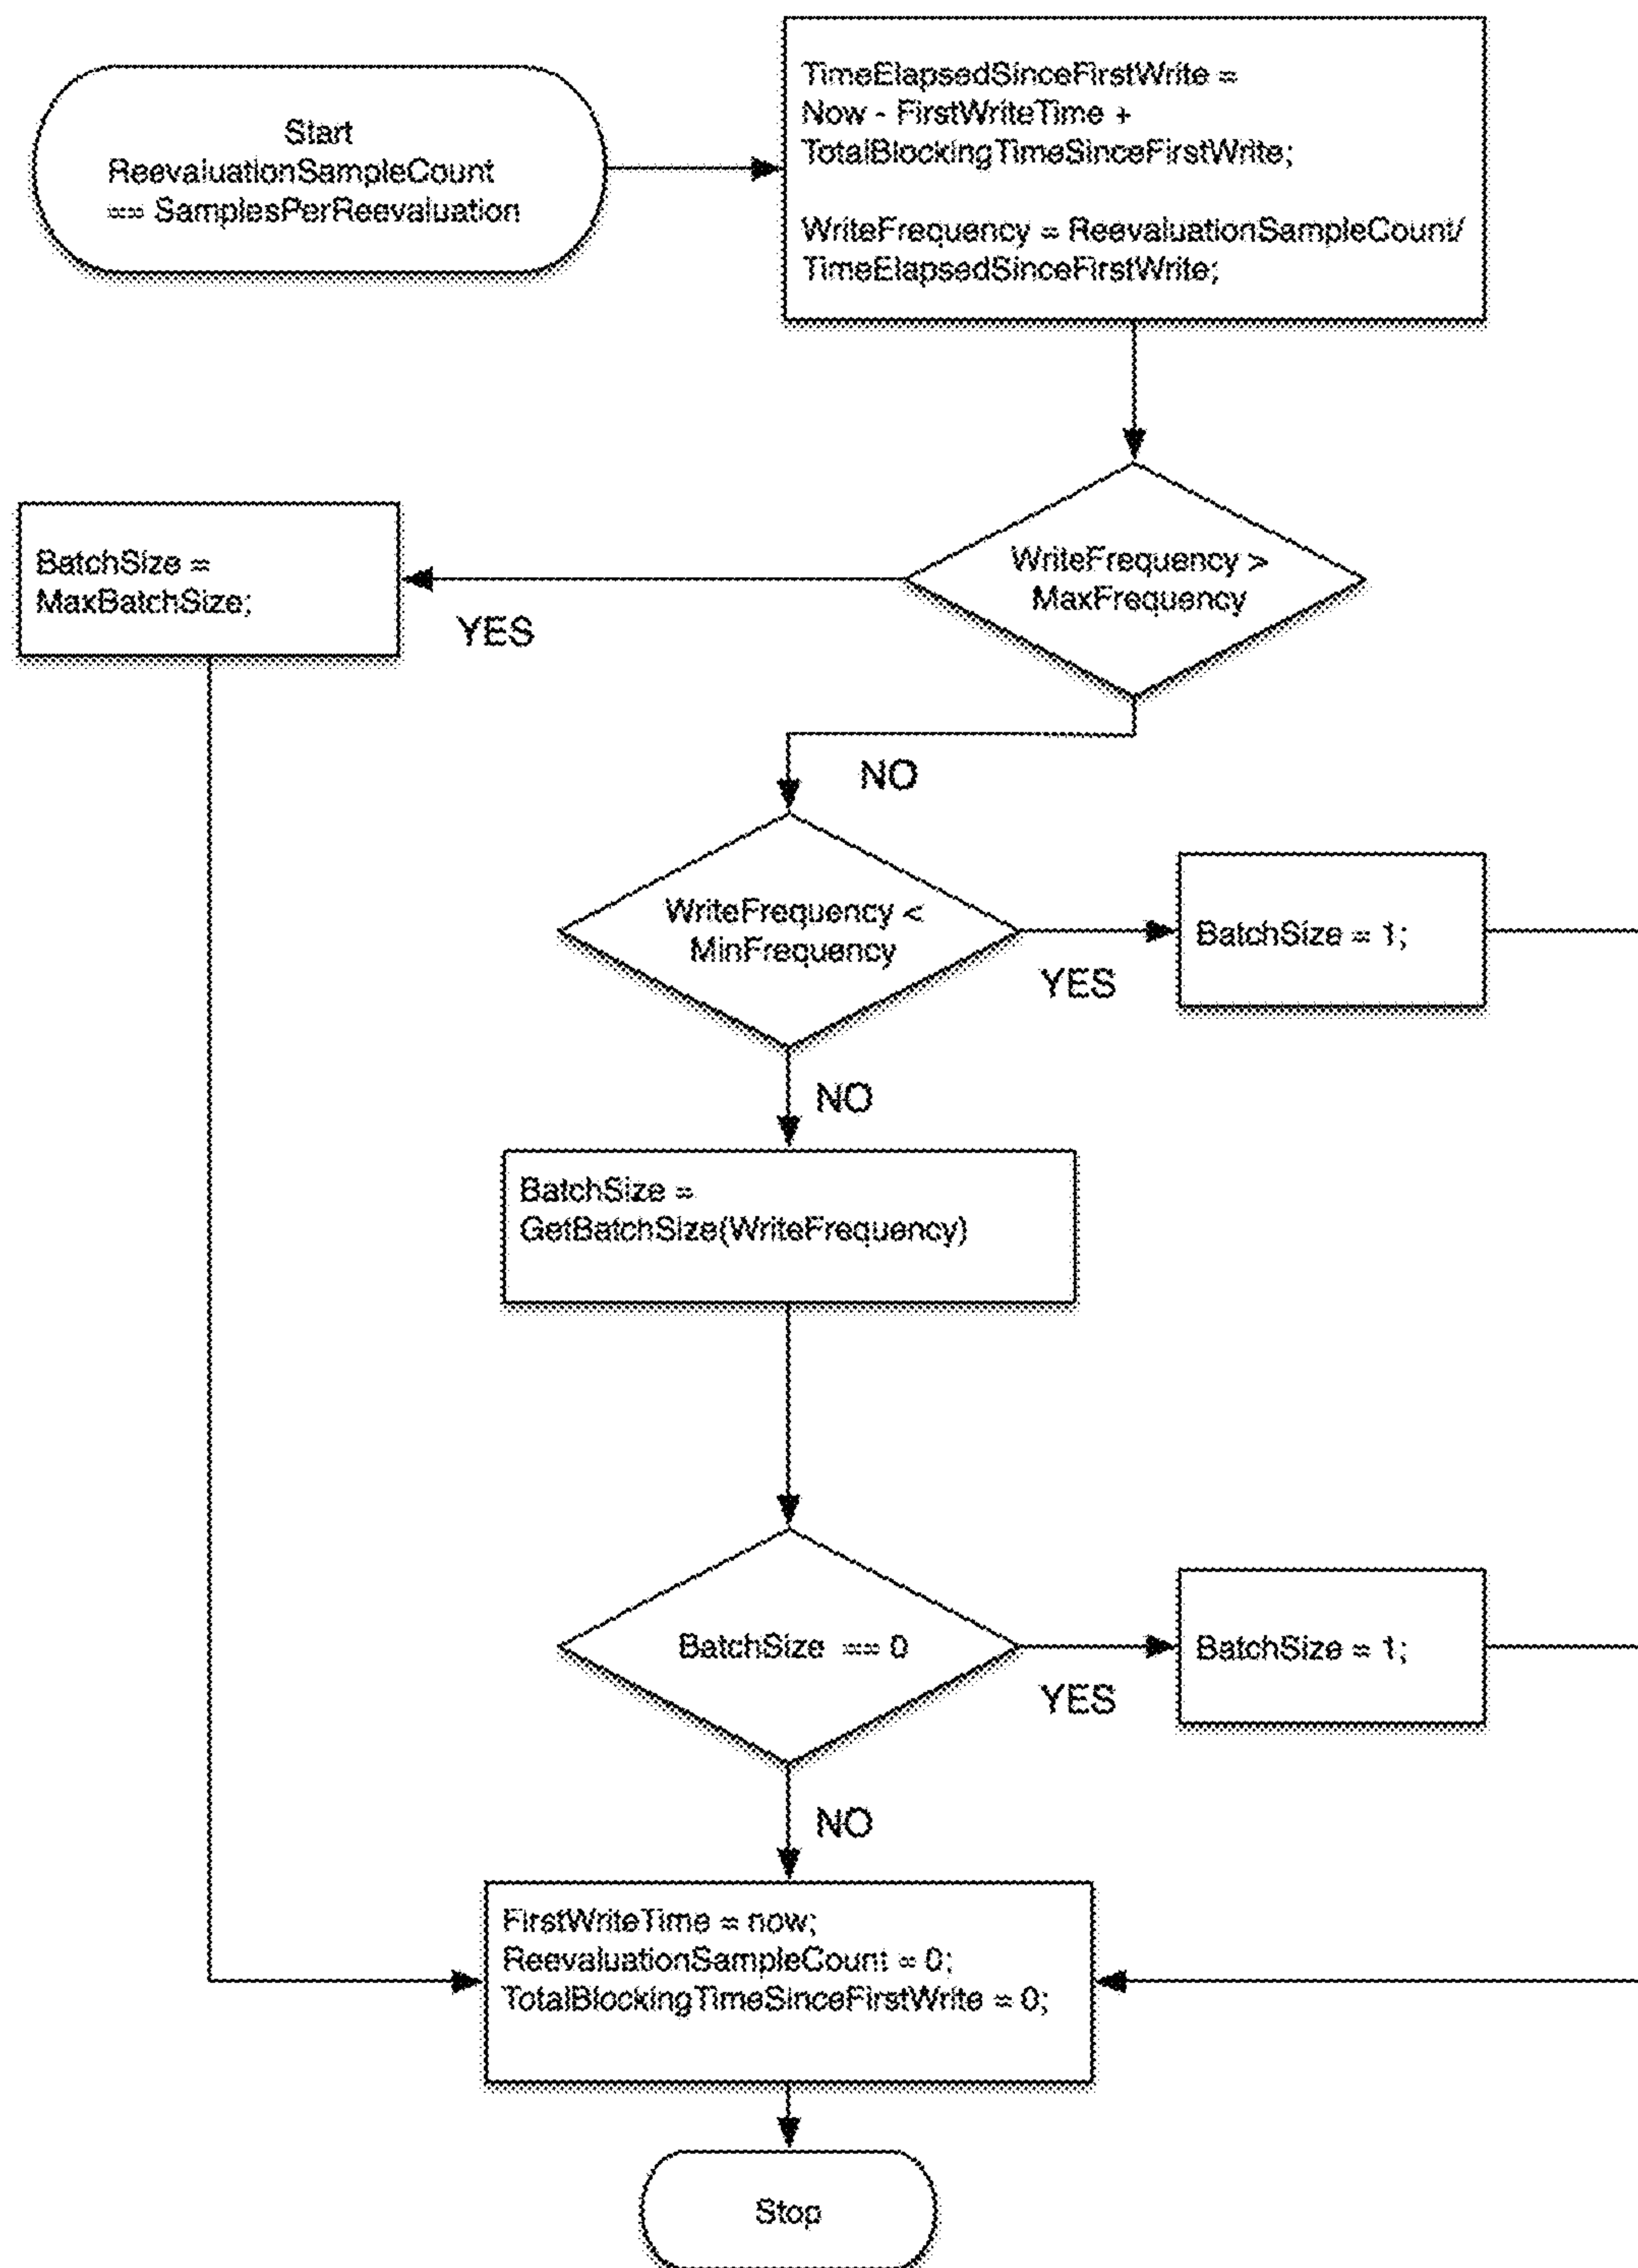 Start
ReevaluationSampleCount
== SamplesPerReevaluation
TimeElapsedSinceFirstWrite =
Now - FirstWriteTime +
TotalBlockingTimeSinceFirstWrite;
WriteFrequency = ReevaluationSampleCount/
TimeElapsedSinceFirstWrite;
WriteFrequency >
MaxFrequency
YES
BatchSize =
MaxBatchSize;
NO
WriteFrequency <
MinFrequency
YES
BatchSize = 1;
NO
BatchSize =
GetBatchSize(WriteFrequency)
BatchSize == 0
YES
BatchSize = 1;
NO
FirstWriteTime = now;
ReevaluationSampleCount = 0;
TotalBlockingTimeSinceFirstWrite = 0;
Stop